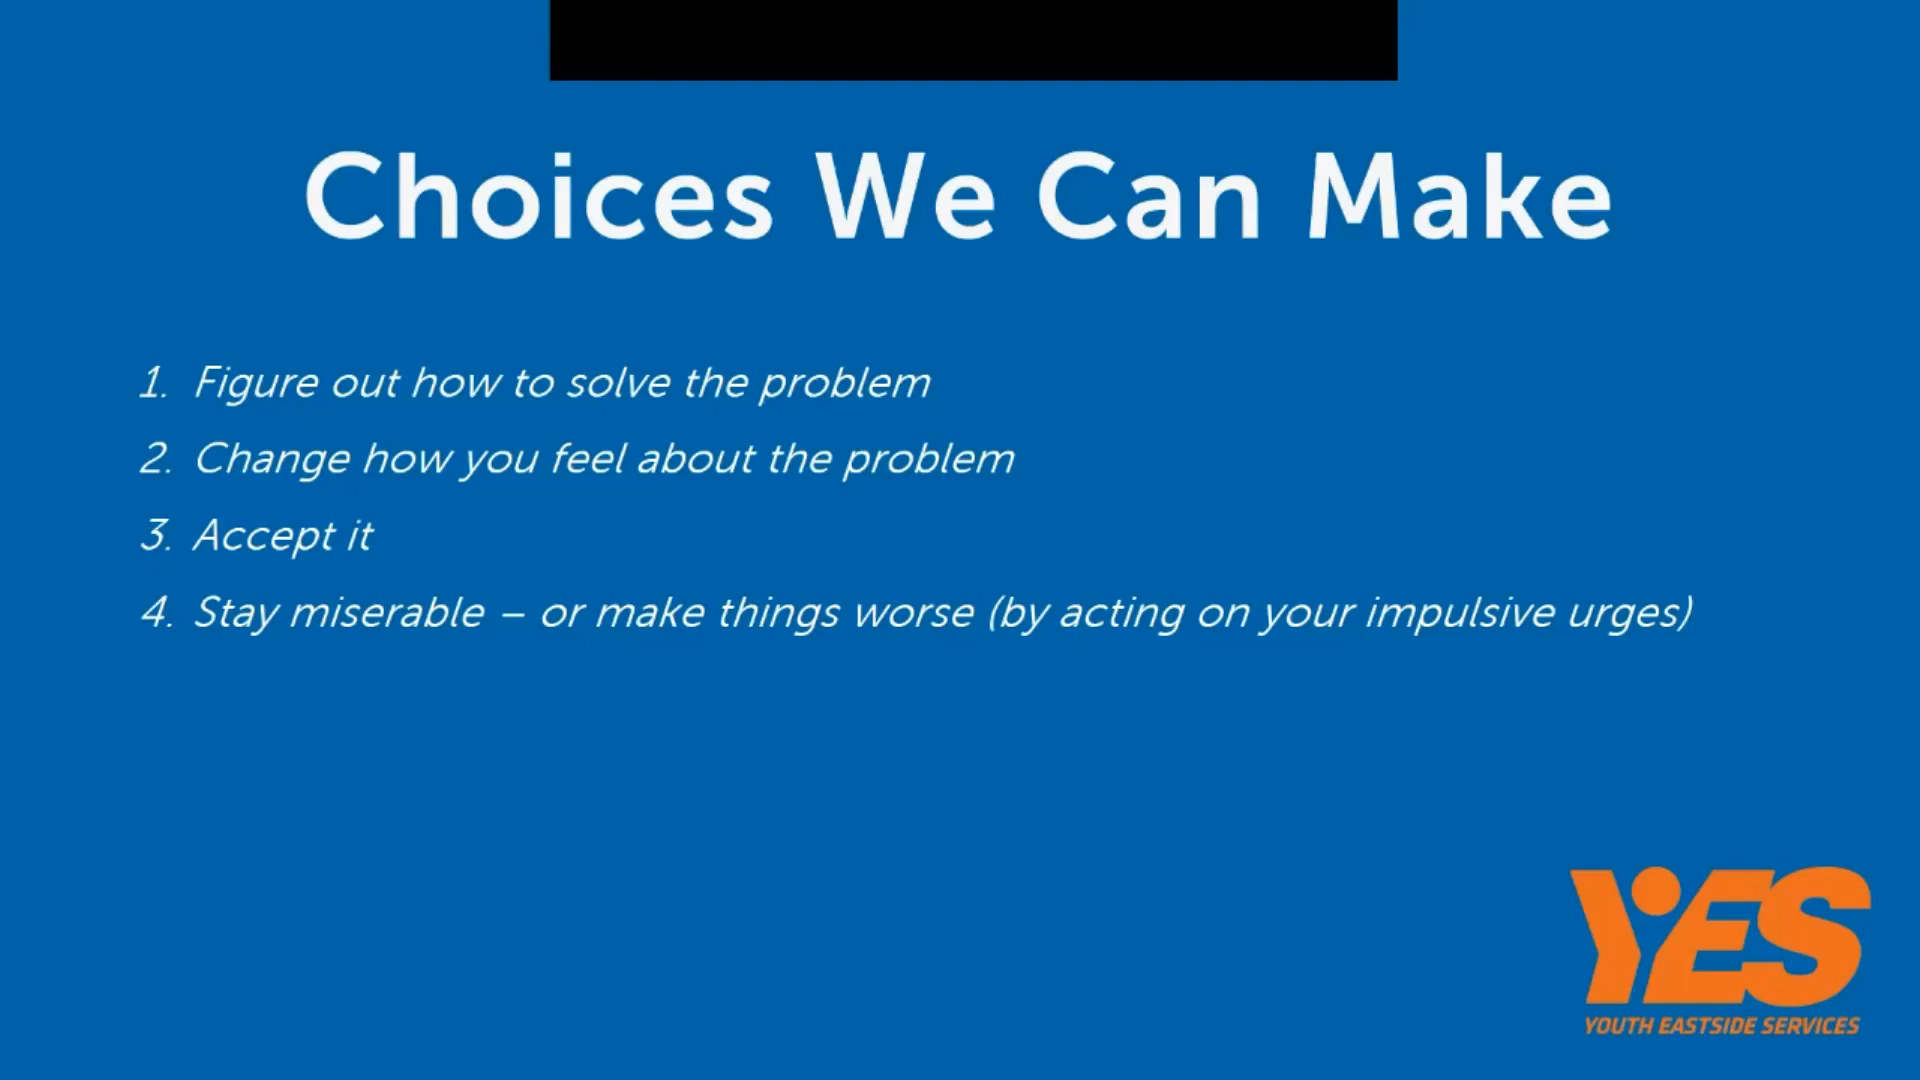 Choices We Can Make
1. Figure out how to solve the problem
2. Change how you feel about the problem
3. Accept it
4. Stay miserable – or make things worse (by acting on your impulsive urges)
YES
YOUTH EASTSIDE SERVICES